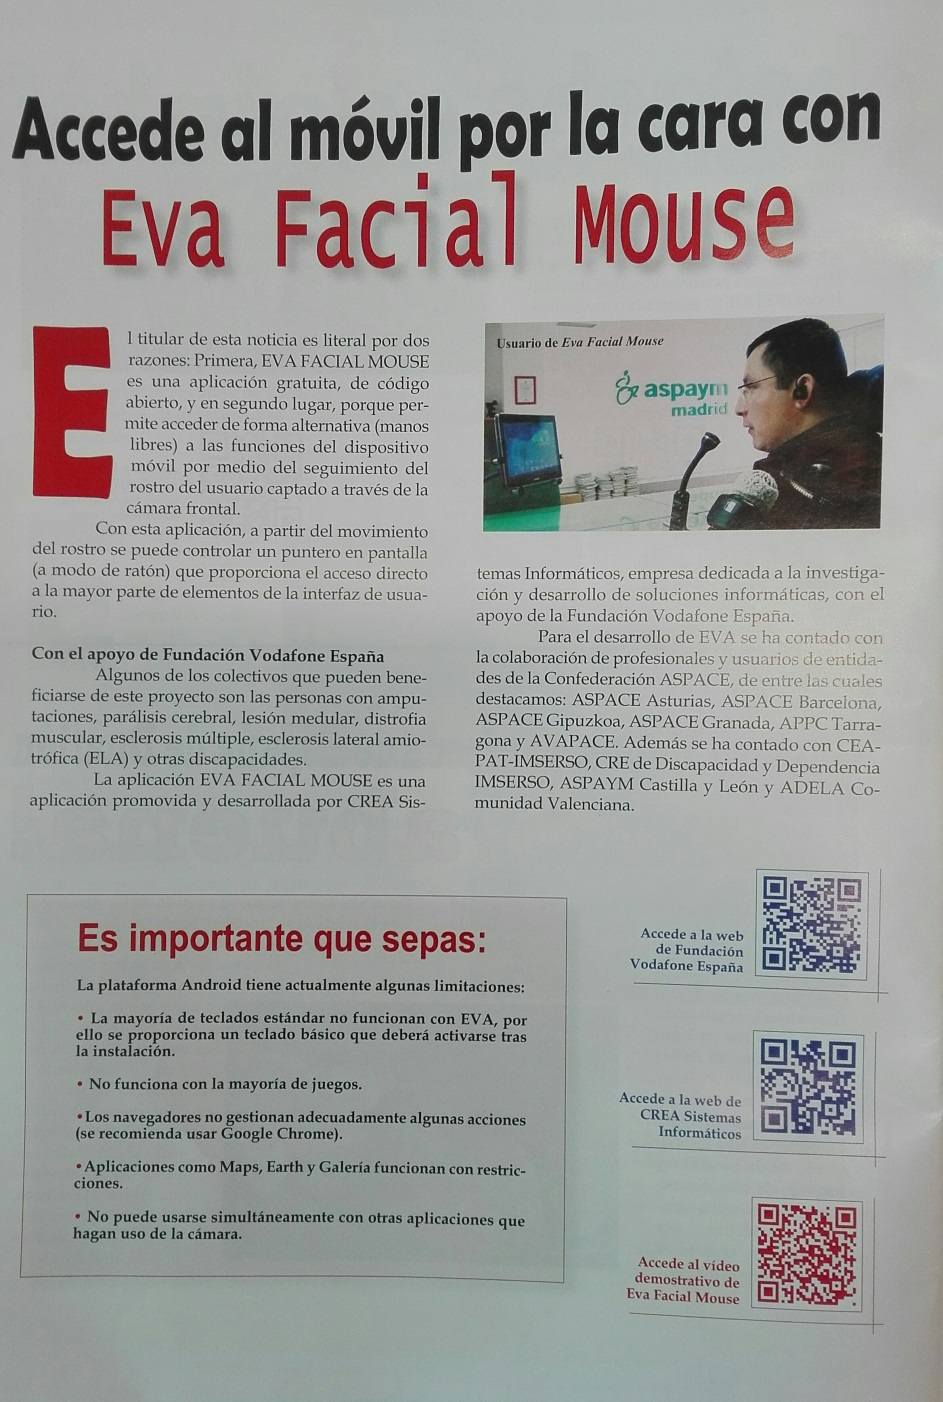 Accede al móvil por la cara con
Eva Facial Mouse
El titular de esta noticia es literal por dos
razones: Primera, EVA FACIAL MOUSE
es una aplicación gratuita, de código
abierto, y en segundo lugar, porque per-
mite acceder de forma alternativa (manos
libres) a las funciones del dispositivo
móvil por medio del seguimiento del
rostro del usuario captado a través de la
cámara frontal.
Con esta aplicación, a partir del movimiento
del rostro se puede controlar un puntero en pantalla
(a modo de ratón) que proporciona el acceso directo
a la mayor parte de elementos de la interfaz de usua-
rio.
Con el apoyo de Fundación Vodafone España
Algunos de los colectivos que pueden bene-
ficiarse de este proyecto son las personas con ampu-
taciones, parálisis cerebral, lesión medular, distrofia
muscular, esclerosis múltiple, esclerosis lateral amio-
trófica (ELA) y otras discapacidades.
La aplicación EVA FACIAL MOUSE es una
aplicación promovida y desarrollada por CREA Sis-
Usuario de Eva Facial Mouse
aspaym
madrid
temas Informáticos, empresa dedicada a la investiga-
ción y desarrollo de soluciones informáticas, con el
apoyo de la Fundación Vodafone España.
Para el desarrollo de EVA se ha contado con
la colaboración de profesionales y usuarios de entida-
des de la Confederación ASPACE, de entre las cuales
destacamos: ASPACE Asturias, ASPACE Barcelona,
ASPACE Gipuzkoa, ASPACE Granada, APPC Tarra-
gona y AVAPACE. Además se ha contado con CEA-
PAT-IMSERSO, CRE de Discapacidad y Dependencia
IMSERSO, ASPAYM Castilla y León y ADELA Co-
munidad Valenciana.
Es importante que sepas:
La plataforma Android tiene actualmente algunas limitaciones:
• La mayoría de teclados estándar no funcionan con EVA, por
ello se proporciona un teclado básico que deberá activarse tras
la instalación.
• No funciona con la mayoría de juegos.
• Los navegadores no gestionan adecuadamente algunas acciones
(se recomienda usar Google Chrome).
• Aplicaciones como Maps, Earth y Galería funcionan con restric-
ciones.
• No puede usarse simultáneamente con otras aplicaciones que
hagan uso de la cámara.
Accede a la web
de Fundación
Vodafone España
Accede a la web de
CREA Sistemas
Informáticos
Accede al vídeo
demostrativo de
Eva Facial Mouse